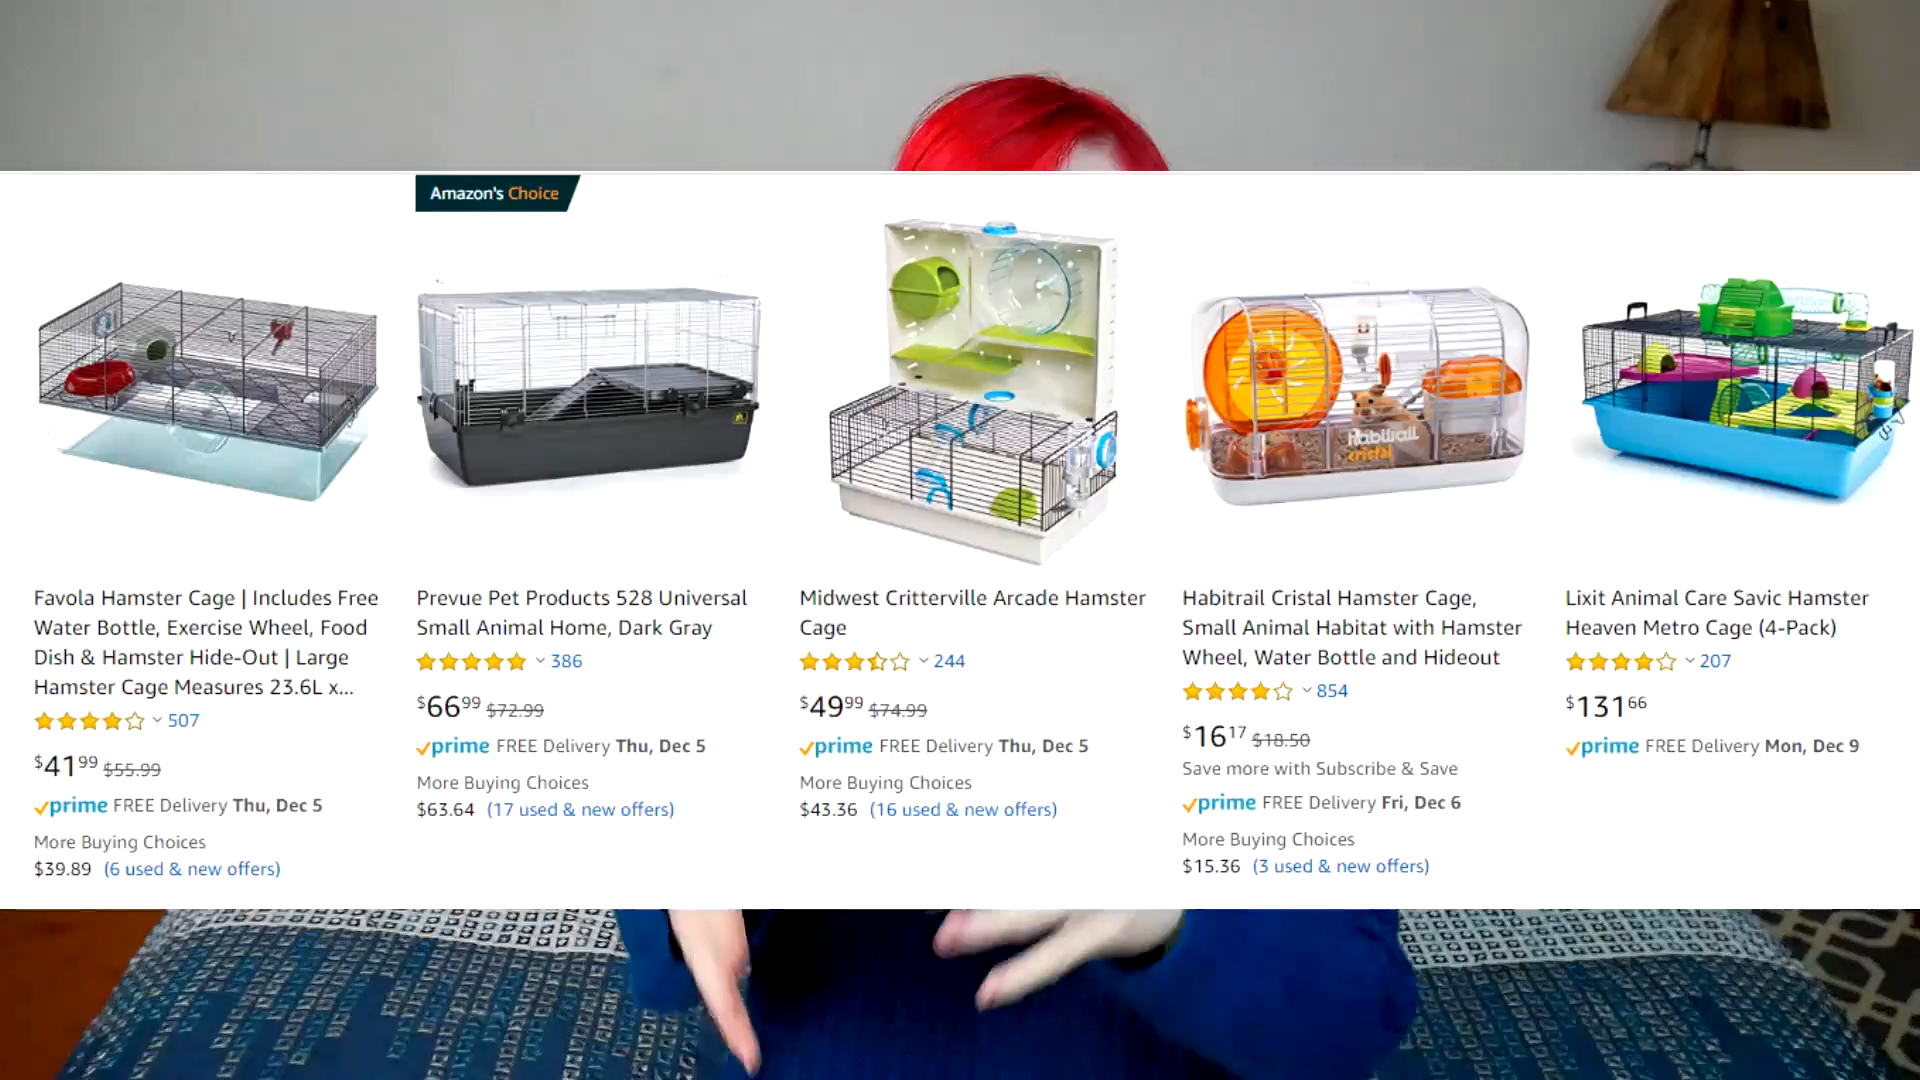 Amazon's Choice
Habitrail
cristal
Favola Hamster Cage | Includes Free
Water Bottle, Exercise Wheel, Food
Dish & Hamster Hide-Out | Large
Hamster Cage Measures 23.6L x...
507
$41.99 $55.99
prime FREE Delivery Thu, Dec 5
More Buying Choices
$39.89 (6 used & new offers)
Prevue Pet Products 528 Universal
Small Animal Home, Dark Gray
386
$66.99 $72.99
prime FREE Delivery Thu, Dec 5
More Buying Choices
$63.64 (17 used & new offers)
Midwest Critterville Arcade Hamster
Cage
244
$49.99 $74.99
prime FREE Delivery Thu, Dec 5
More Buying Choices
$43.36 (16 used & new offers)
Habitrail Cristal Hamster Cage,
Small Animal Habitat with Hamster
Wheel, Water Bottle and Hideout
854
$16.17 $18.50
Save more with Subscribe & Save
prime FREE Delivery Fri, Dec 6
More Buying Choices
$15.36 (3 used & new offers)
Lixit Animal Care Savic Hamster
Heaven Metro Cage (4-Pack)
207
$131.66
prime FREE Delivery Mon, Dec 9